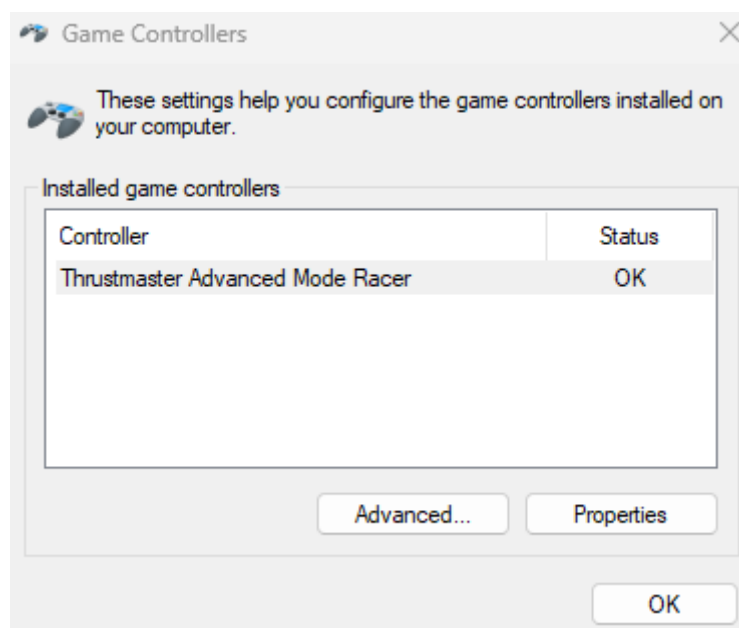 Game Controllers
These settings help you configure the game controllers installed on
your computer.
Installed game controllers
Controller Status
Thrustmaster Advanced Mode Racer OK
Advanced... Properties
OK